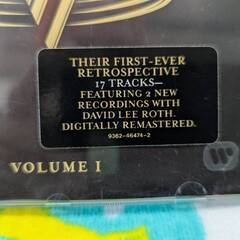 THEIR FIRST-EVER
RETROSPECTIVE
17 TRACKS—
FEATURING 2 NEW
RECORDINGS WITH
DAVID LEE ROTH.
DIGITALLY REMASTERED.
9362-46474-2
VOLUME I